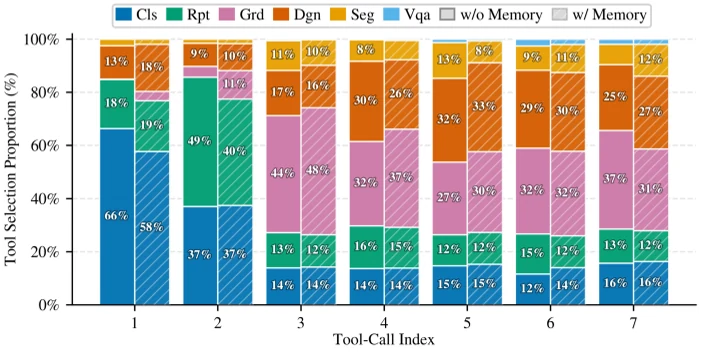 Cls Rpt Grd Dgn Seg Vqa w/o Memory w/ Memory
Tool Selection Proportion (%)
100%
80%
60%
40%
20%
0%
13% 18% 9% 10% 11% 10% 8% 13% 8% 9% 11% 12%
18% 19% 11% 17% 16% 30% 26% 32% 33% 29% 30% 25% 27%
49% 40% 44% 48% 32% 37% 27% 30% 32% 32% 37% 31%
66% 58% 37% 37% 13% 12% 16% 15% 12% 12% 15% 12% 13% 12%
14% 14% 14% 14% 15% 15% 12% 14% 16% 16%
1 2 3 4 5 6 7
Tool-Call Index